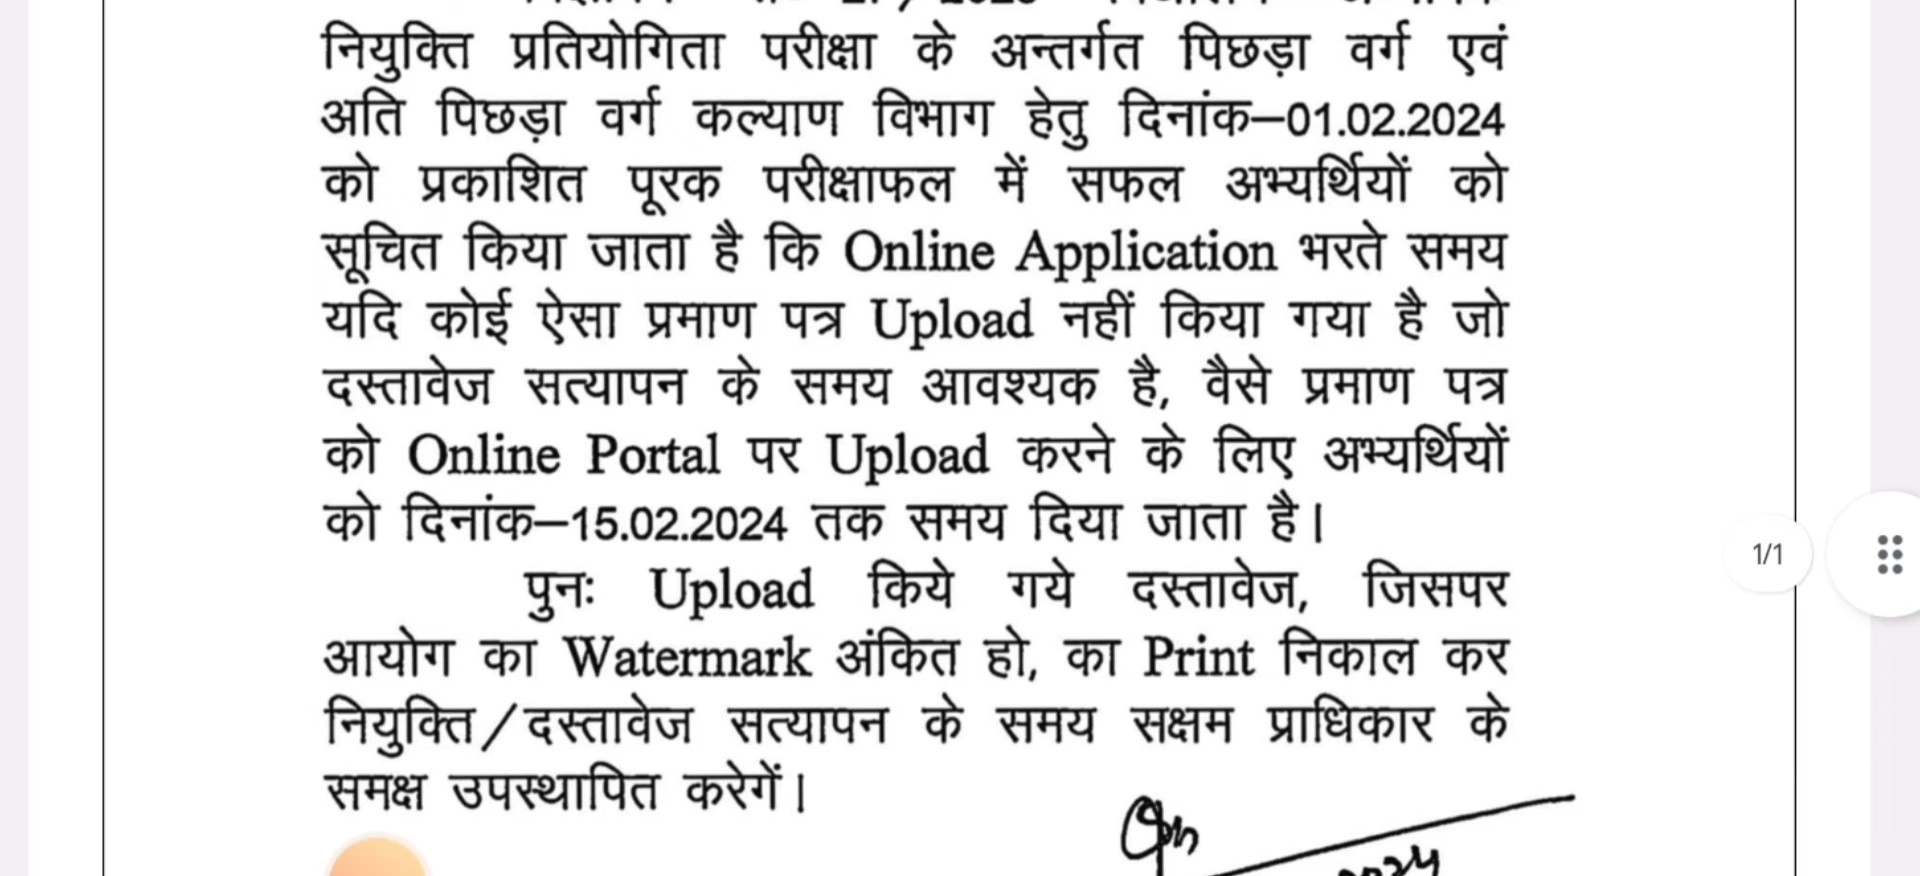 नियुक्ति प्रतियोगिता परीक्षा के अन्तर्गत पिछड़ा वर्ग एवं
अति पिछड़ा वर्ग कल्याण विभाग हेतु दिनांक–01.02.2024
को प्रकाशित पूरक परीक्षाफल में सफल अभ्यर्थियों को
सूचित किया जाता है कि Online Application भरते समय
यदि कोई ऐसा प्रमाण पत्र Upload नहीं किया गया है जो
दस्तावेज सत्यापन के समय आवश्यक है, वैसे प्रमाण पत्र
को Online Portal पर Upload करने के लिए अभ्यर्थियों
को दिनांक–15.02.2024 तक समय दिया जाता है।
पुनः Upload किये गये दस्तावेज, जिसपर
आयोग का Watermark अंकित हो, का Print निकाल कर
नियुक्ति/दस्तावेज सत्यापन के समय सक्षम प्राधिकार के
समक्ष उपस्थापित करेगें।
1/1